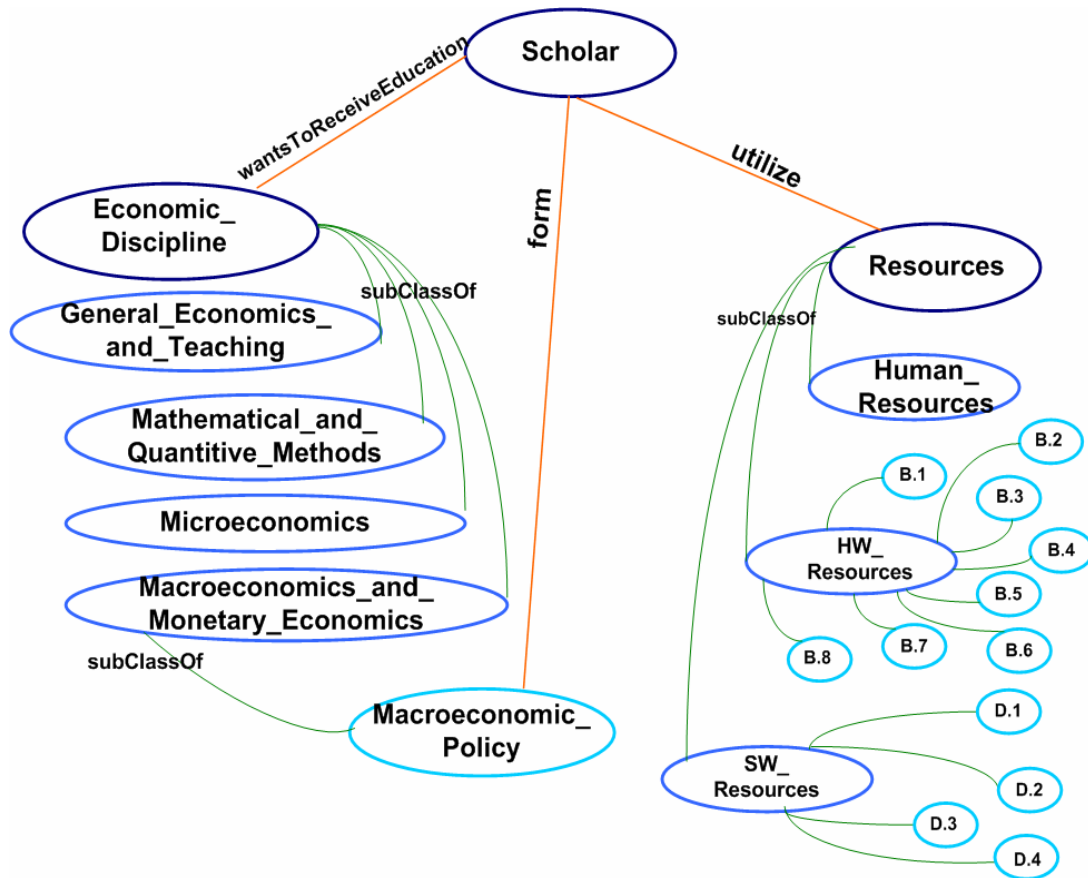 Scholar
wantsToReceiveEducation
form
utilize
Economic_
Discipline
subClassOf
General_Economics_
and_Teaching
Mathematical_and_
Quantitive_Methods
Microeconomics
Macroeconomics_and_
Monetary_Economics
subClassOf
Macroeconomic_
Policy
Resources
subClassOf
Human_
Resources
B.1
B.2
B.3
HW_
Resources
B.4
B.5
B.6
B.7
B.8
D.1
SW_
Resources
D.2
D.3
D.4